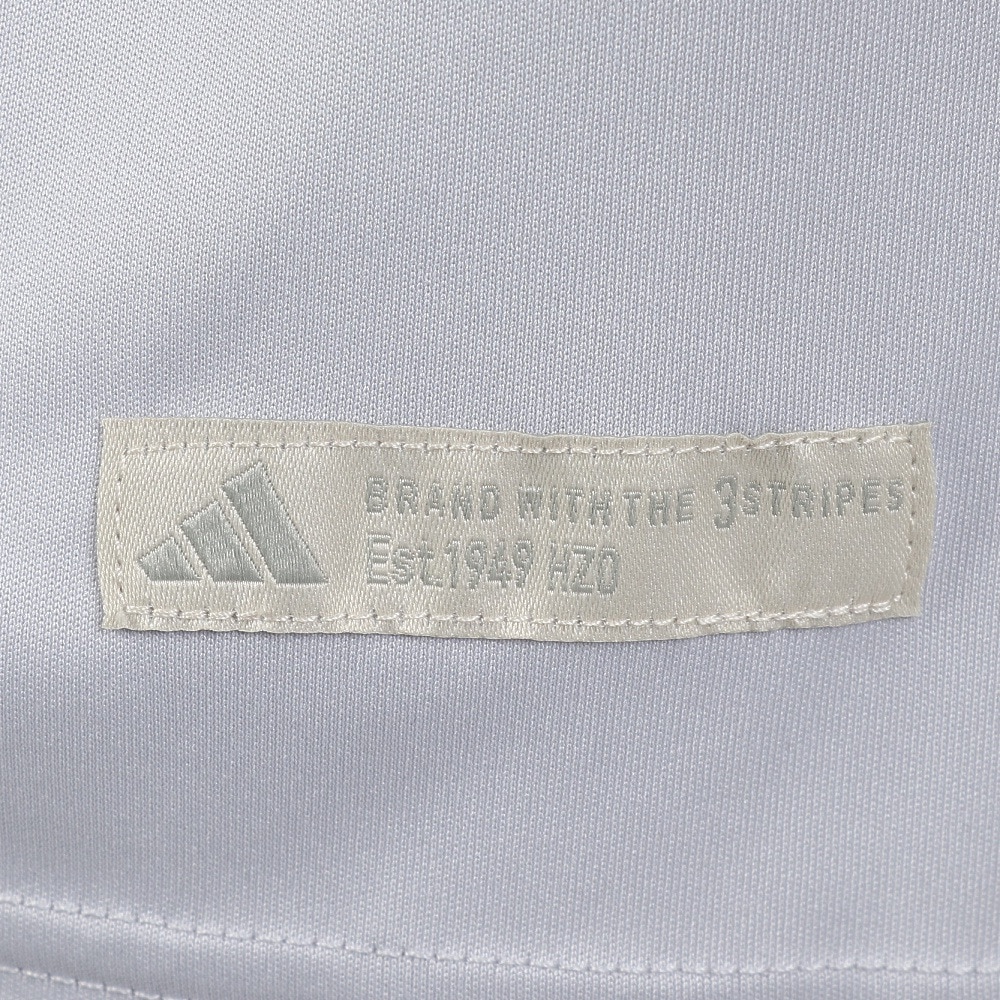 BRAND WITH THE 3STRIPES
Est.1949 HZO